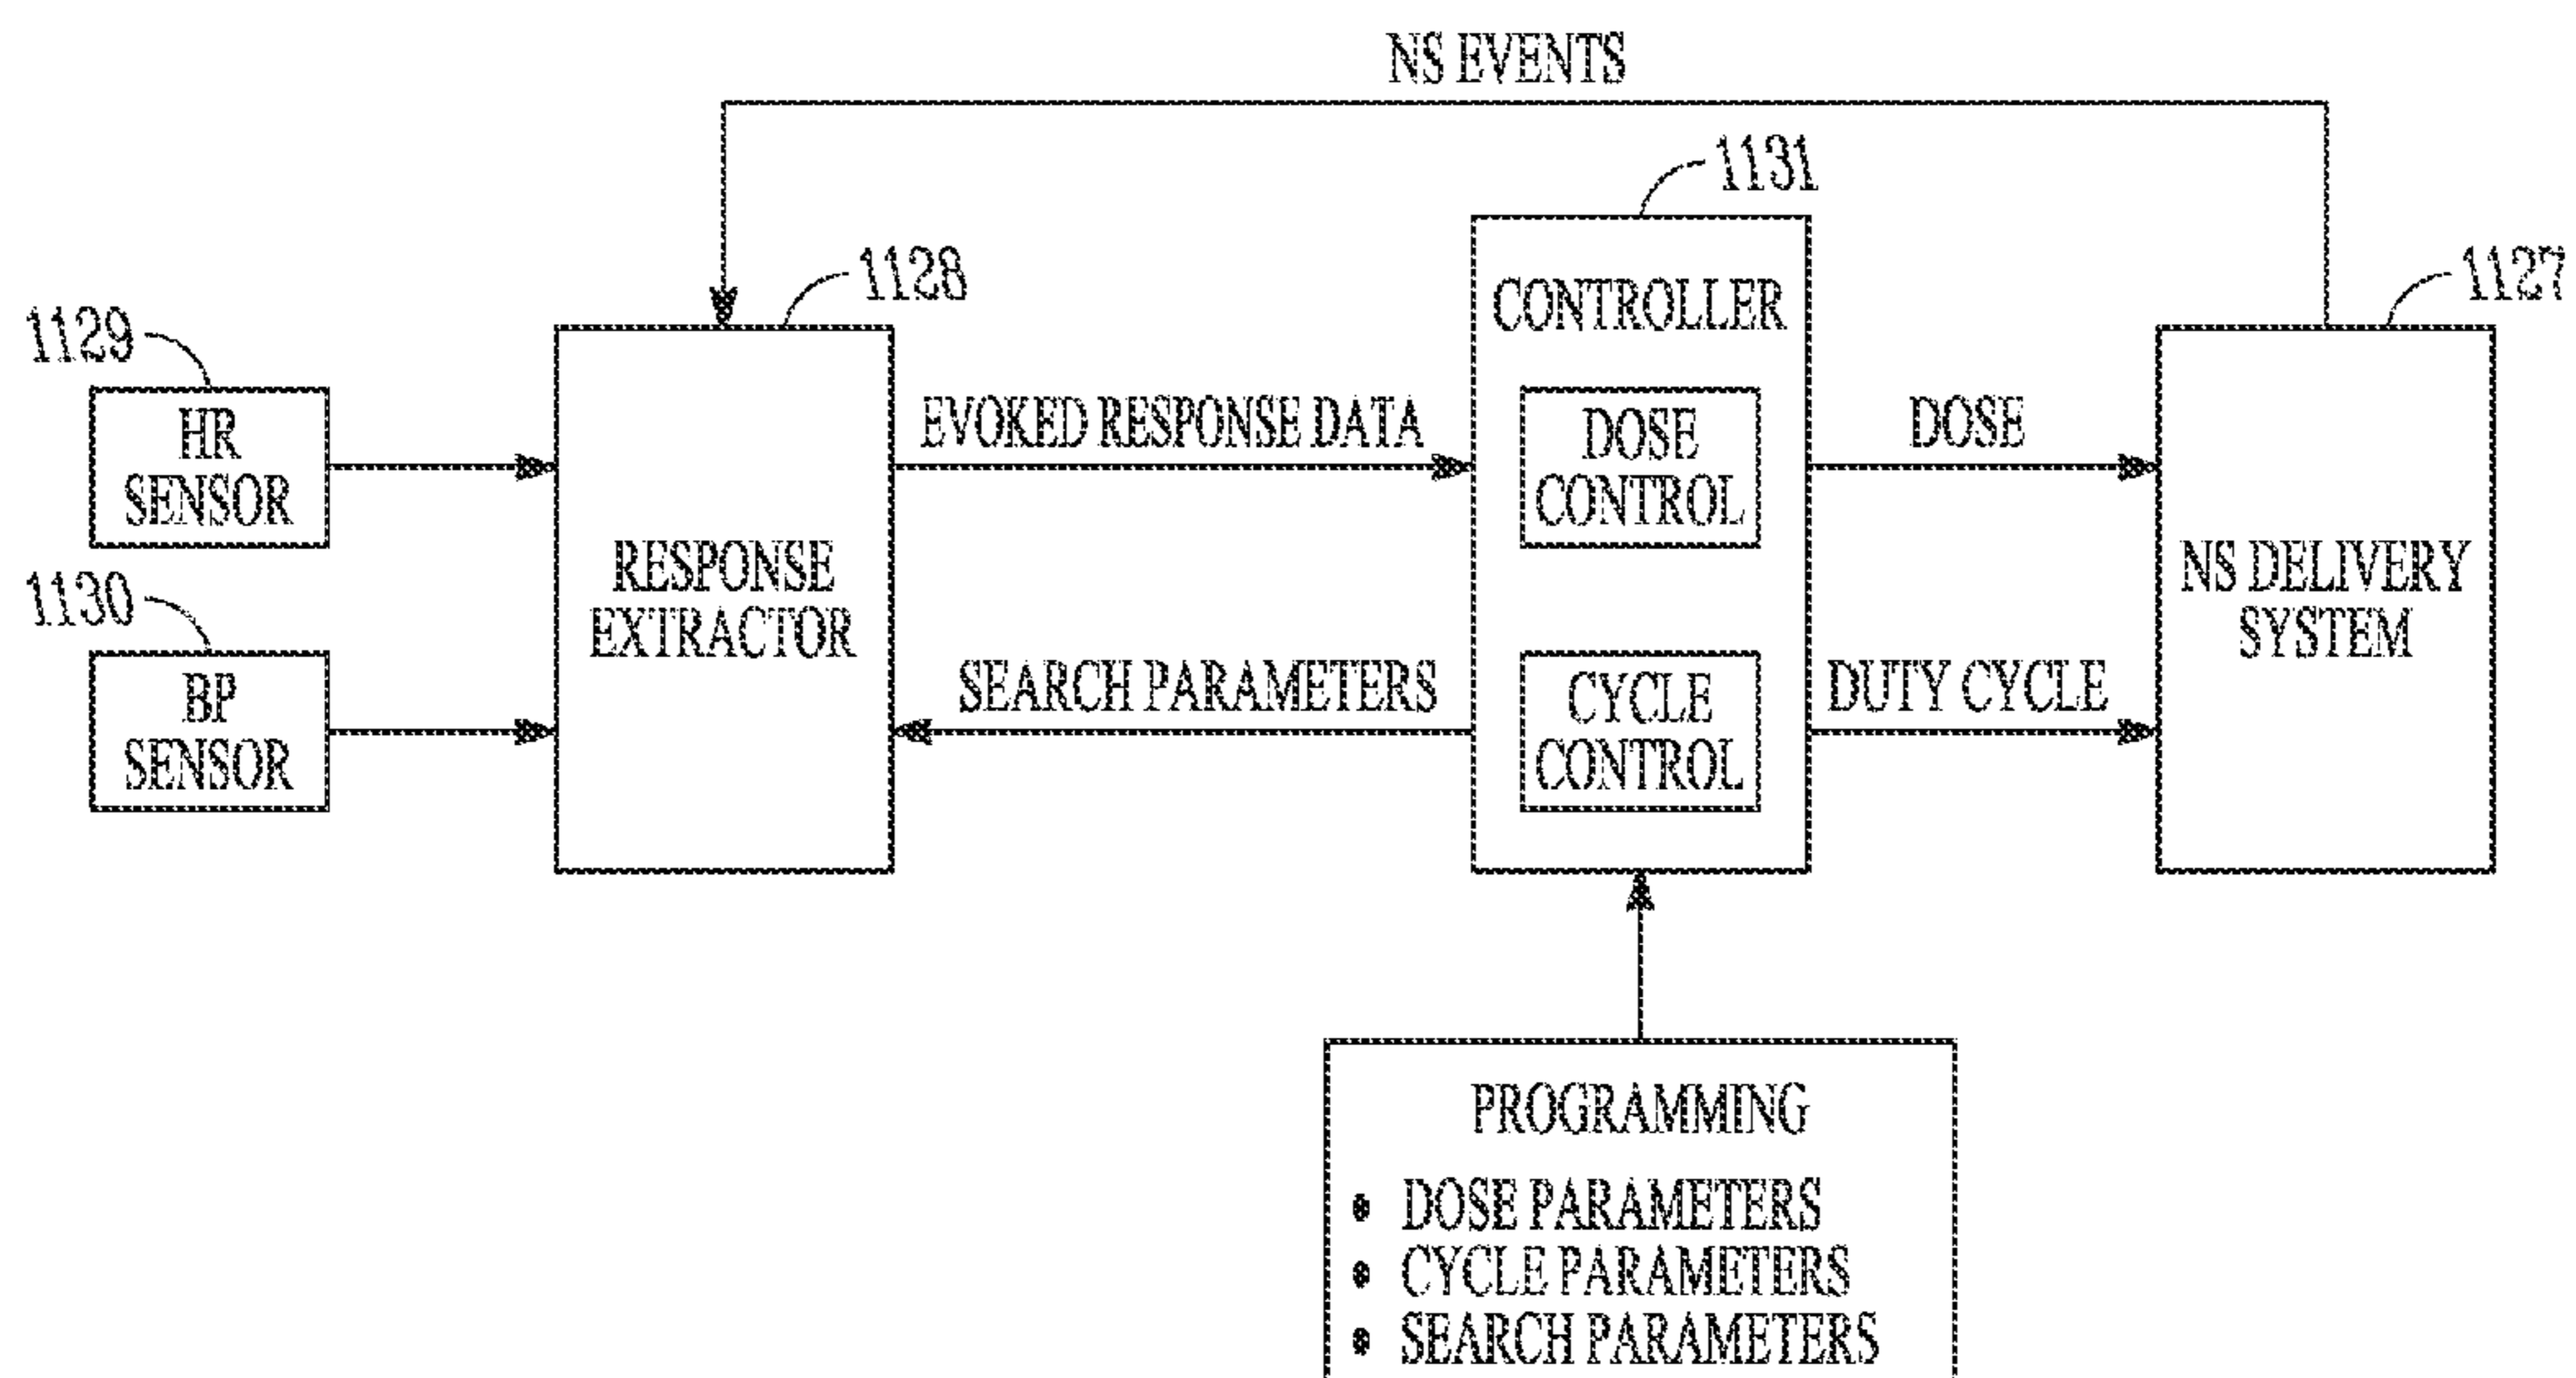 NS EVENTS
1131
1128
1127
1129
CONTROLLER
HR
SENSOR
EVOKED RESPONSE DATA
DOSE
CONTROL
DOSE
1130
RESPONSE
EXTRACTOR
NS DELIVERY
SYSTEM
BP
SENSOR
SEARCH PARAMETERS
CYCLE
CONTROL
DUTY CYCLE
PROGRAMMING
• DOSE PARAMETERS
• CYCLE PARAMETERS
• SEARCH PARAMETERS